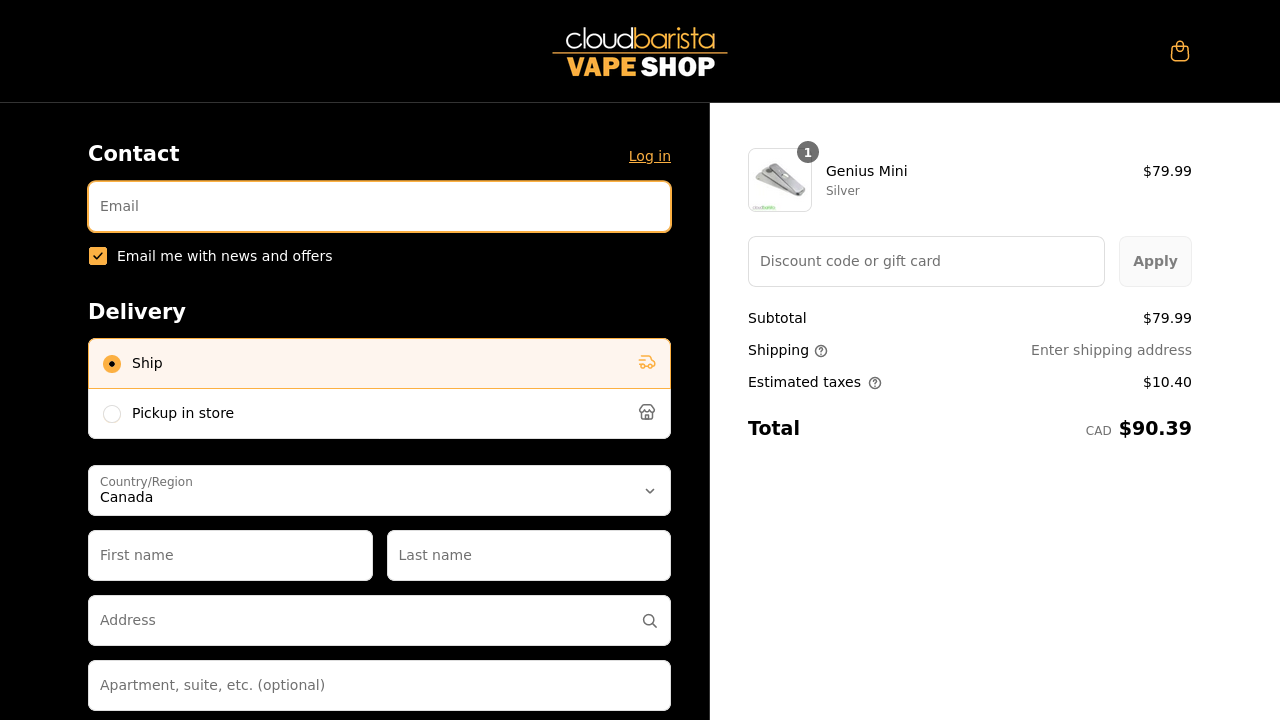 cloudbarista
VAPE SHOP
Contact
Log in
Email
Email me with news and offers
Delivery
Ship
Pickup in store
Country/Region
Canada
First name
Last name
Address
Apartment, suite, etc. (optional)
1
Genius Mini
$79.99
Silver
cloudbarista
Discount code or gift card
Apply
Subtotal
$79.99
Shipping
Enter shipping address
Estimated taxes
$10.40
Total
CAD $90.39